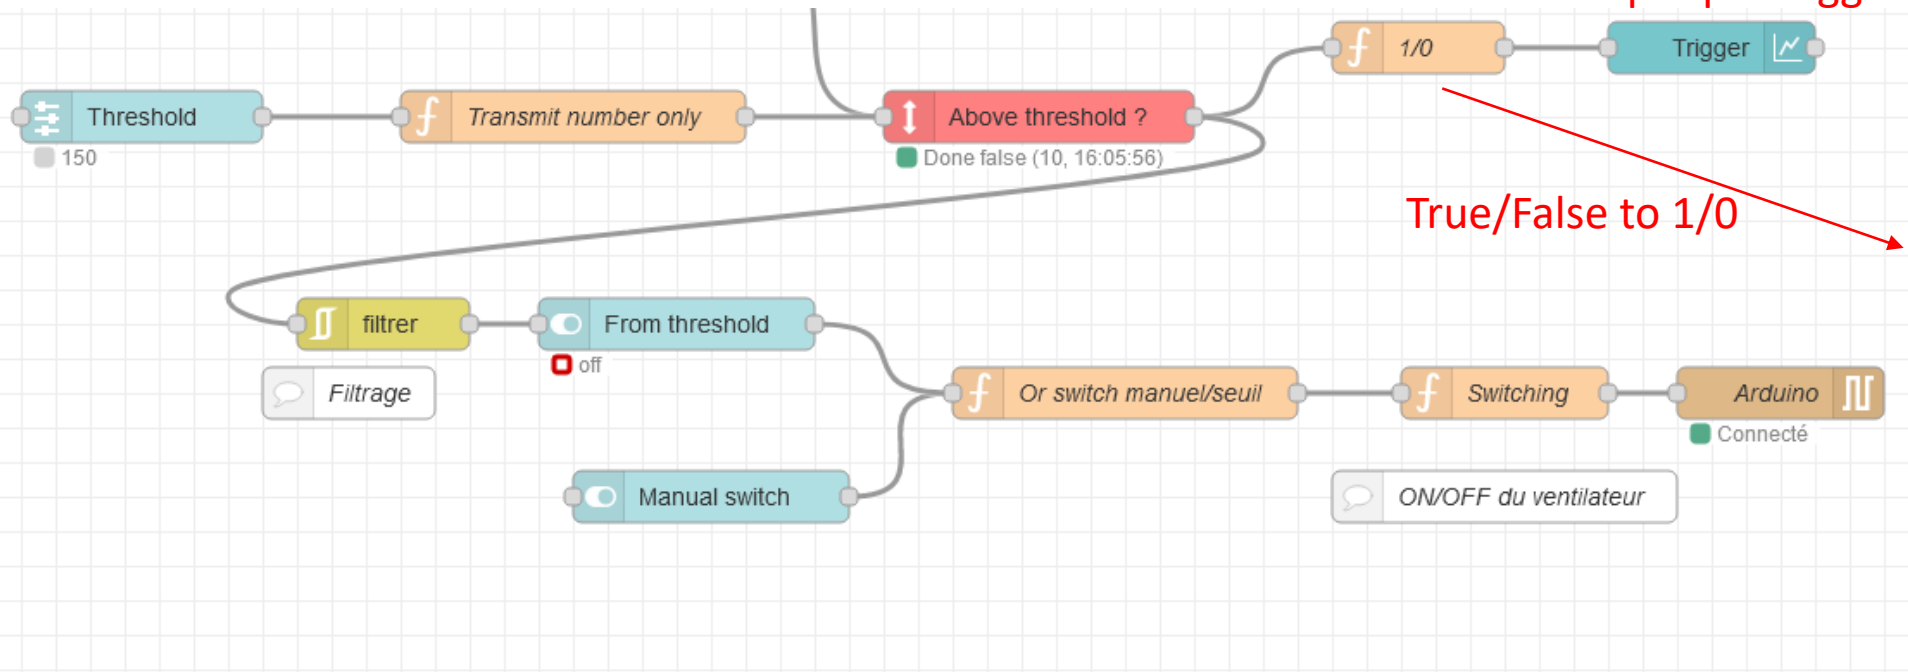 1/0
Trigger
Threshold
Transmit number only
Above threshold ?
150
Done false (10, 16:05:56)
True/False to 1/0
filtrer
From threshold
off
Filtrage
Or switch manuel/seuil
Switching
Arduino
Connecté
Manual switch
ON/OFF du ventilateur